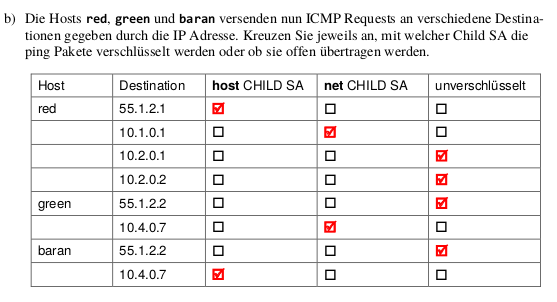 b) Die Hosts red, green und baran versenden nun ICMP Requests an verschiedene Destina-
tionen gegeben durch die IP Adresse. Kreuzen Sie jeweils an, mit welcher Child SA die
ping Pakete verschlüsselt werden oder ob sie offen übertragen werden.
Host Destination host CHILD SA net CHILD SA unverschlüsselt
red 55.1.2.1 ☑ ☐ ☐
10.1.0.1 ☐ ☑ ☐
10.2.0.1 ☐ ☐ ☑
10.2.0.2 ☐ ☐ ☑
green 55.1.2.2 ☐ ☐ ☑
10.4.0.7 ☐ ☑ ☐
baran 55.1.2.2 ☐ ☐ ☑
10.4.0.7 ☑ ☐ ☐